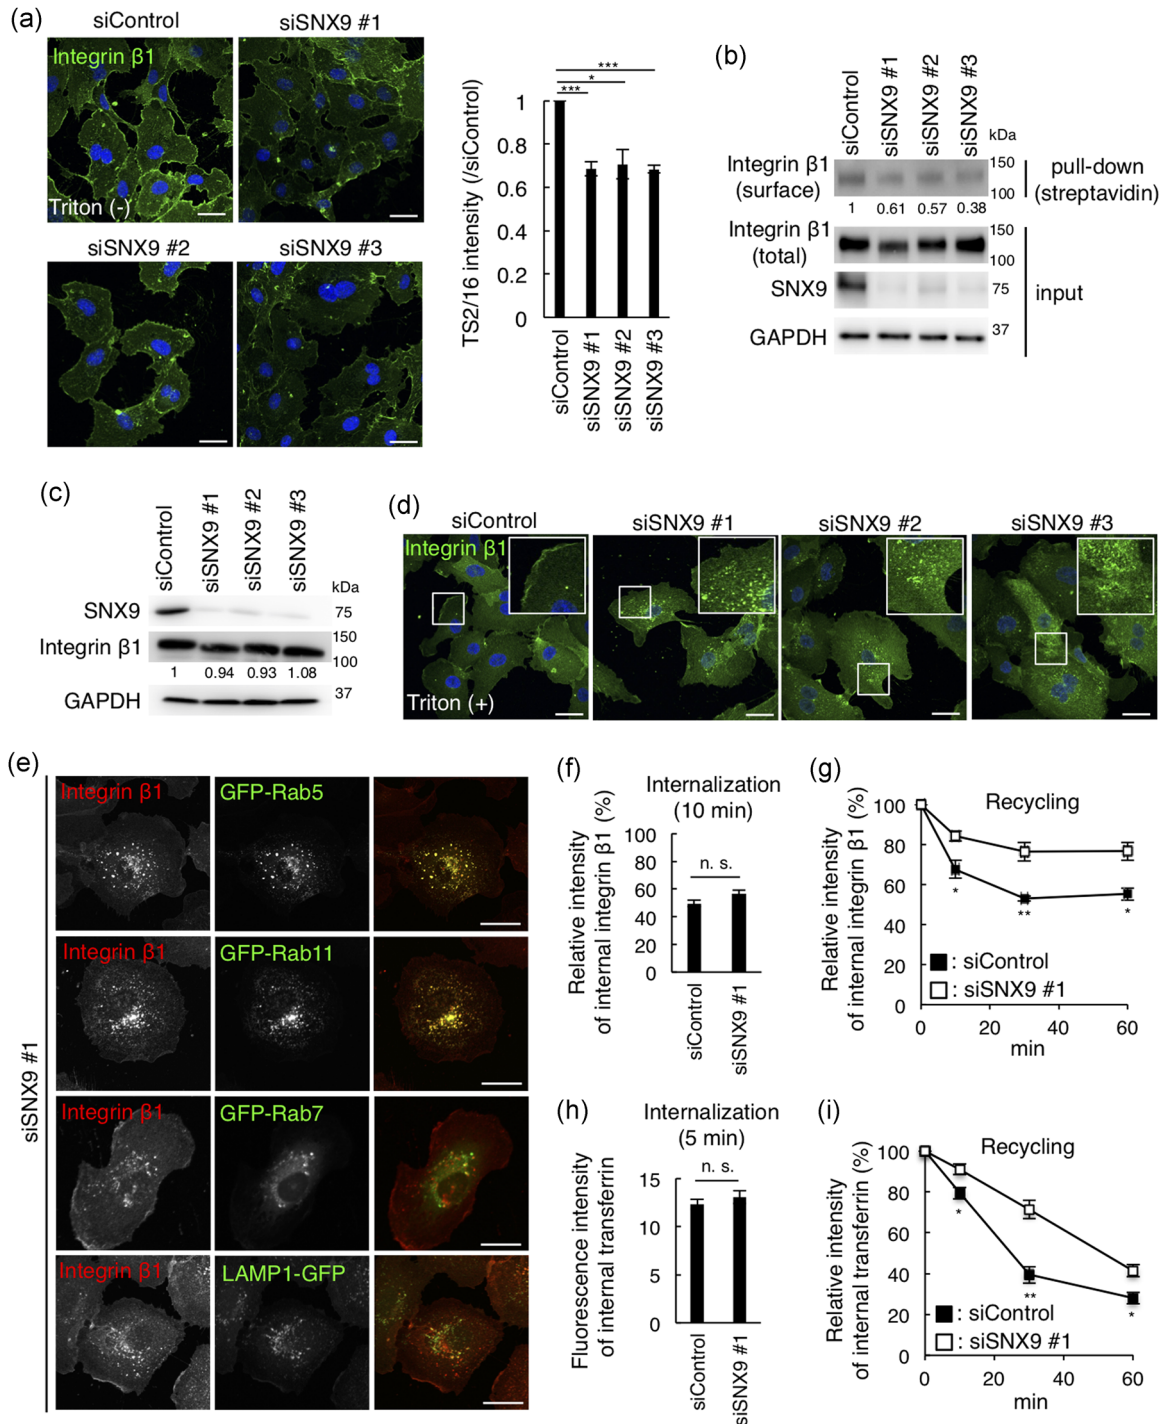 (a)
siControl
siSNX9 #1
Integrin β1
Triton (-)
siSNX9 #2
siSNX9 #3
TS2/16 intensity (/siControl)
***
*
***
1
0.8
0.6
0.4
0.2
0
siControl
siSNX9 #1
siSNX9 #2
siSNX9 #3
(b)
siControl
siSNX9 #1
siSNX9 #2
siSNX9 #3
kDa
Integrin β1
(surface)
150
100
pull-down
(streptavidin)
1 0.61 0.57 0.38
Integrin β1
(total)
150
100
SNX9
75
input
GAPDH
37
(c)
siControl
siSNX9 #1
siSNX9 #2
siSNX9 #3
kDa
SNX9
75
Integrin β1
150
100
1 0.94 0.93 1.08
GAPDH
37
(d)
siControl
siSNX9 #1
siSNX9 #2
siSNX9 #3
Integrin β1
Triton (+)
(e)
siSNX9 #1
Integrin β1
GFP-Rab5
Integrin β1
GFP-Rab11
Integrin β1
GFP-Rab7
Integrin β1
LAMP1-GFP
(f)
Internalization
(10 min)
Relative intensity
of internal integrin β1 (%)
100
80
60
40
20
0
n. s.
siControl
siSNX9 #1
(g)
Recycling
Relative intensity
of internal integrin β1 (%)
100
80
60
40
20
0
*
**
*
: siControl
: siSNX9 #1
0 20 40 60
min
(h)
Internalization
(5 min)
Fluorescence intensity
of internal transferrin
15
10
5
0
n. s.
siControl
siSNX9 #1
(i)
Recycling
Relative intensity
of internal transferrin (%)
100
80
60
40
20
0
*
**
*
: siControl
: siSNX9 #1
0 20 40 60
min